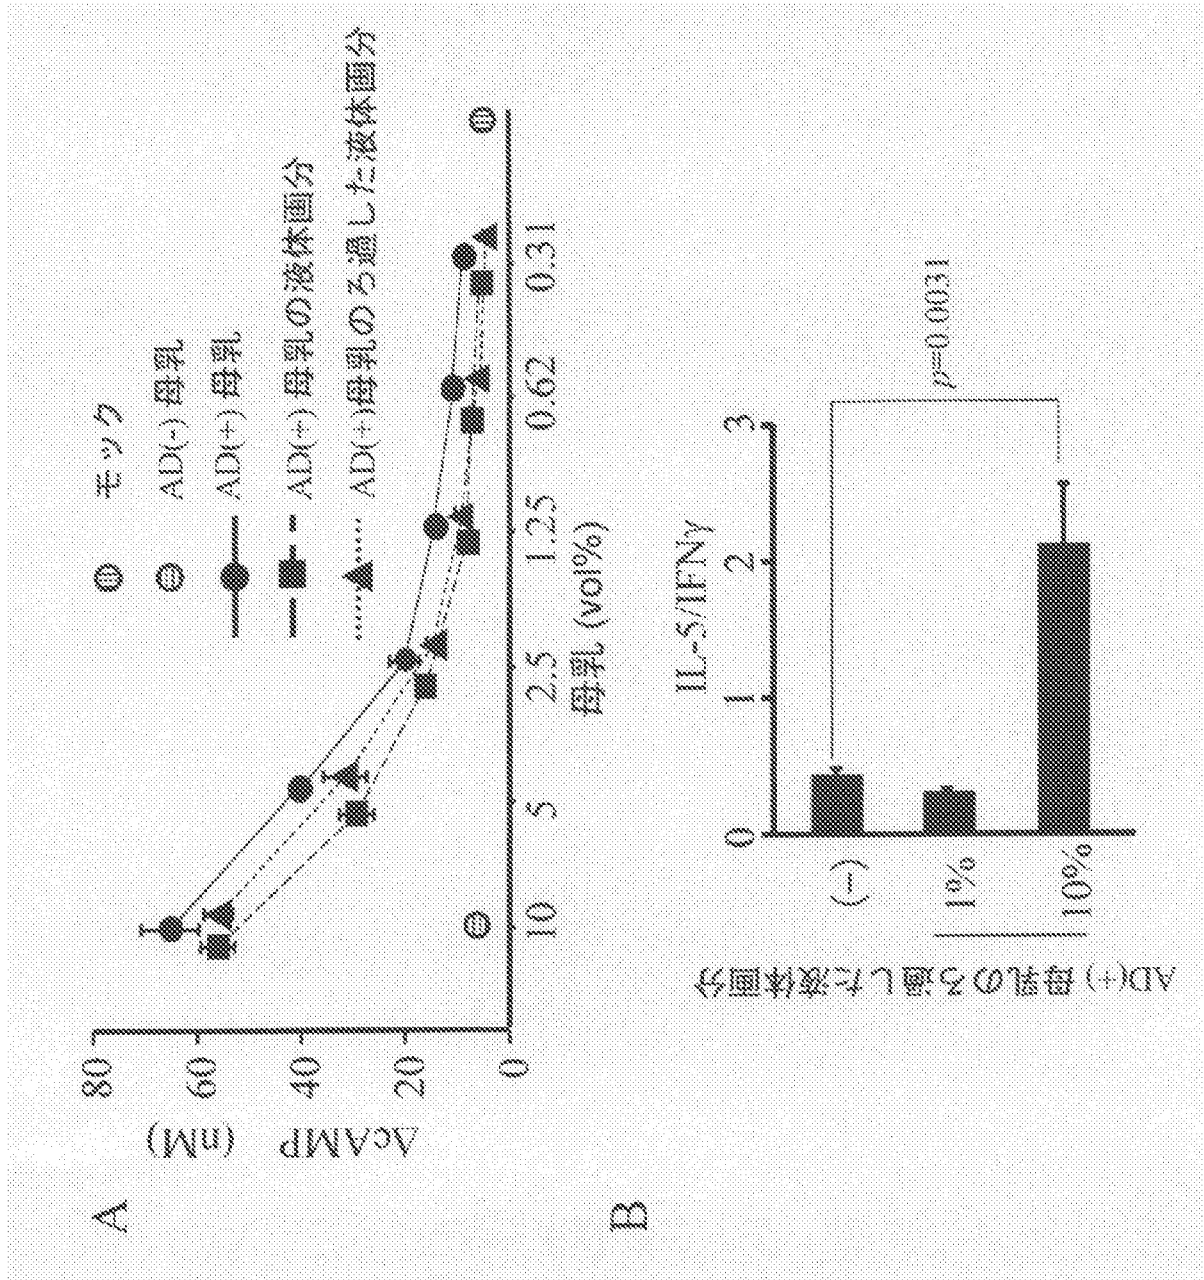 A
モック
AD(-) 母乳
AD(+) 母乳
AD(+) 母乳の液体画分
AD(+)母乳のろ過した液体画分
ΔcAMP
(nM)
80
60
40
20
0
10
5
2.5
1.25
0.62
0.31
母乳 (vol%)
B
IL-5/IFNγ
0
1
2
3
(−)
1%
10%
AD(+) 母乳のろ過した液体画分
p=0.0031